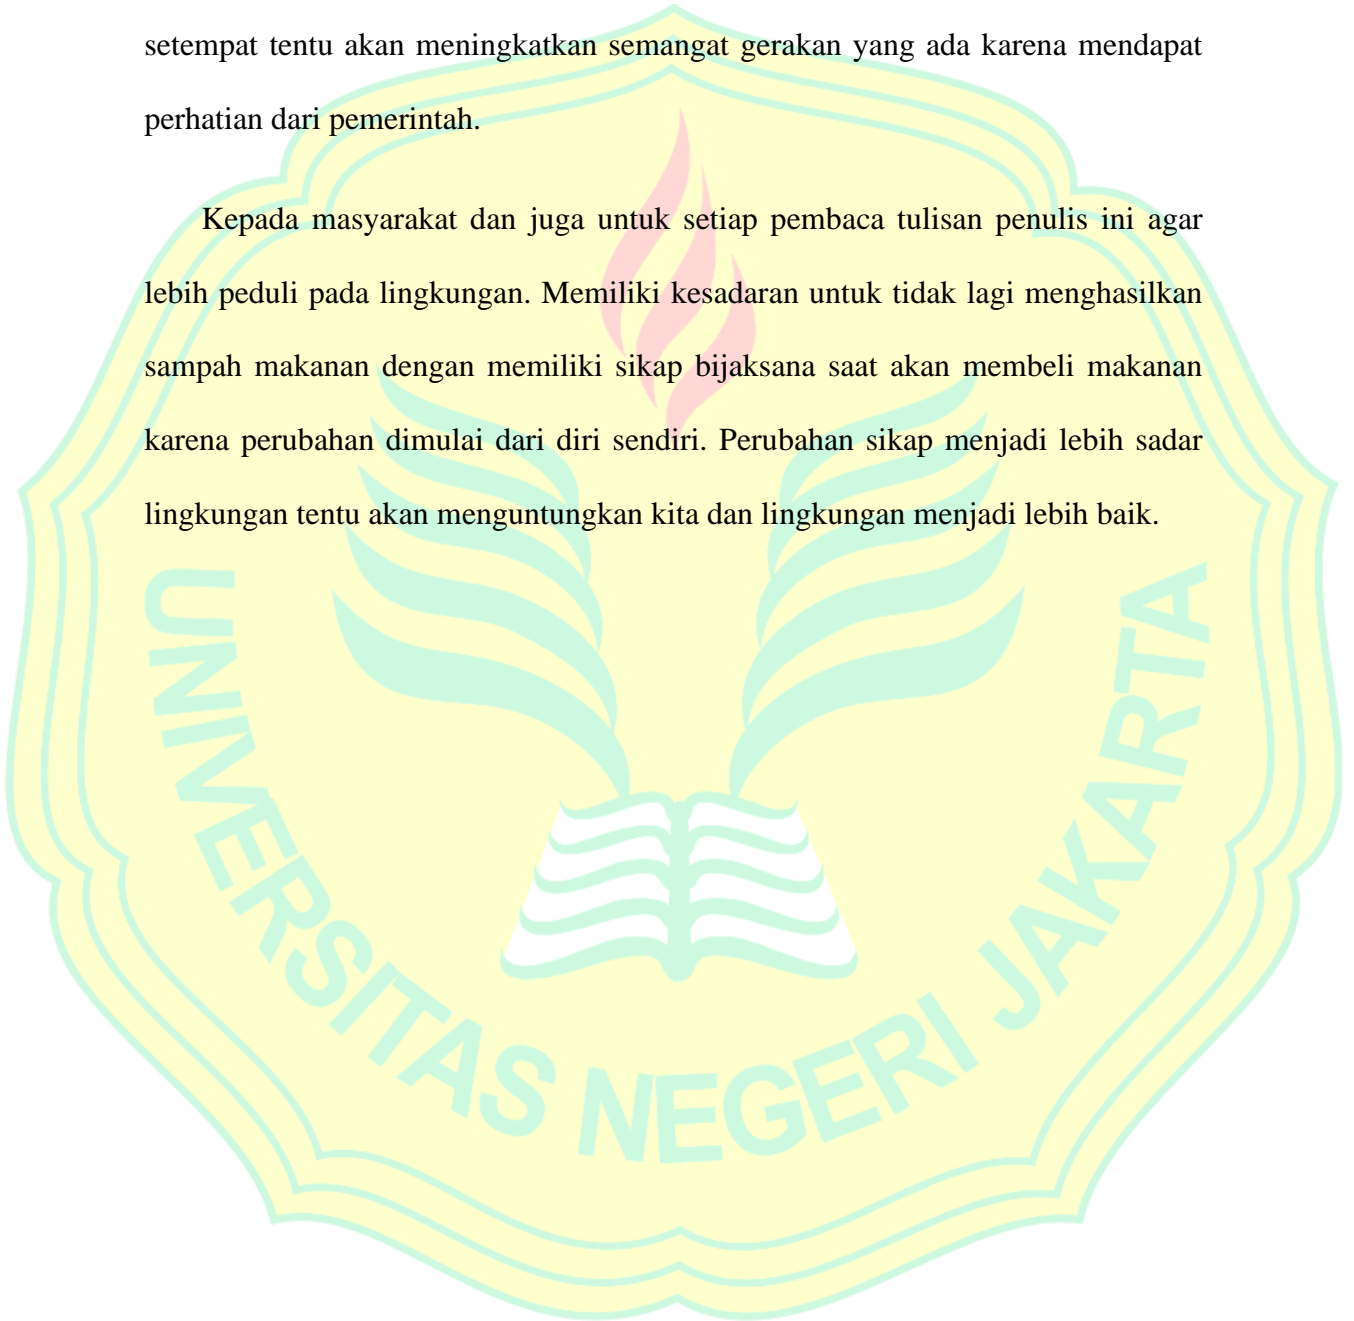 setempat tentu akan meningkatkan semangat gerakan yang ada karena mendapat
perhatian dari pemerintah.
Kepada masyarakat dan juga untuk setiap pembaca tulisan penulis ini agar
lebih peduli pada lingkungan. Memiliki kesadaran untuk tidak lagi menghasilkan
sampah makanan dengan memiliki sikap bijaksana saat akan membeli makanan
karena perubahan dimulai dari diri sendiri. Perubahan sikap menjadi lebih sadar
lingkungan tentu akan menguntungkan kita dan lingkungan menjadi lebih baik.
UNIVERSITAS NEGERI JAKARTA